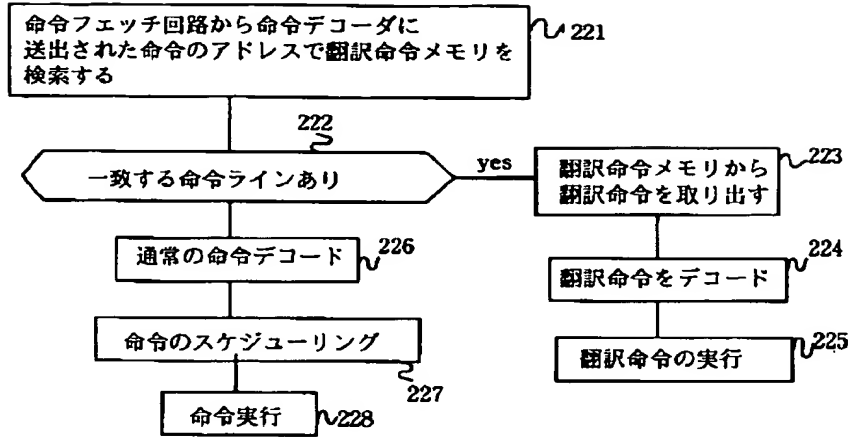 命令フェッチ回路から命令デコーダに
送出された命令のアドレスで翻訳命令メモリを
検索する
221
222
一致する命令ラインあり
yes
翻訳命令メモリから
翻訳命令を取り出す
223
通常の命令デコード
226
翻訳命令をデコード
224
命令のスケジューリング
227
翻訳命令の実行
225
命令実行
228